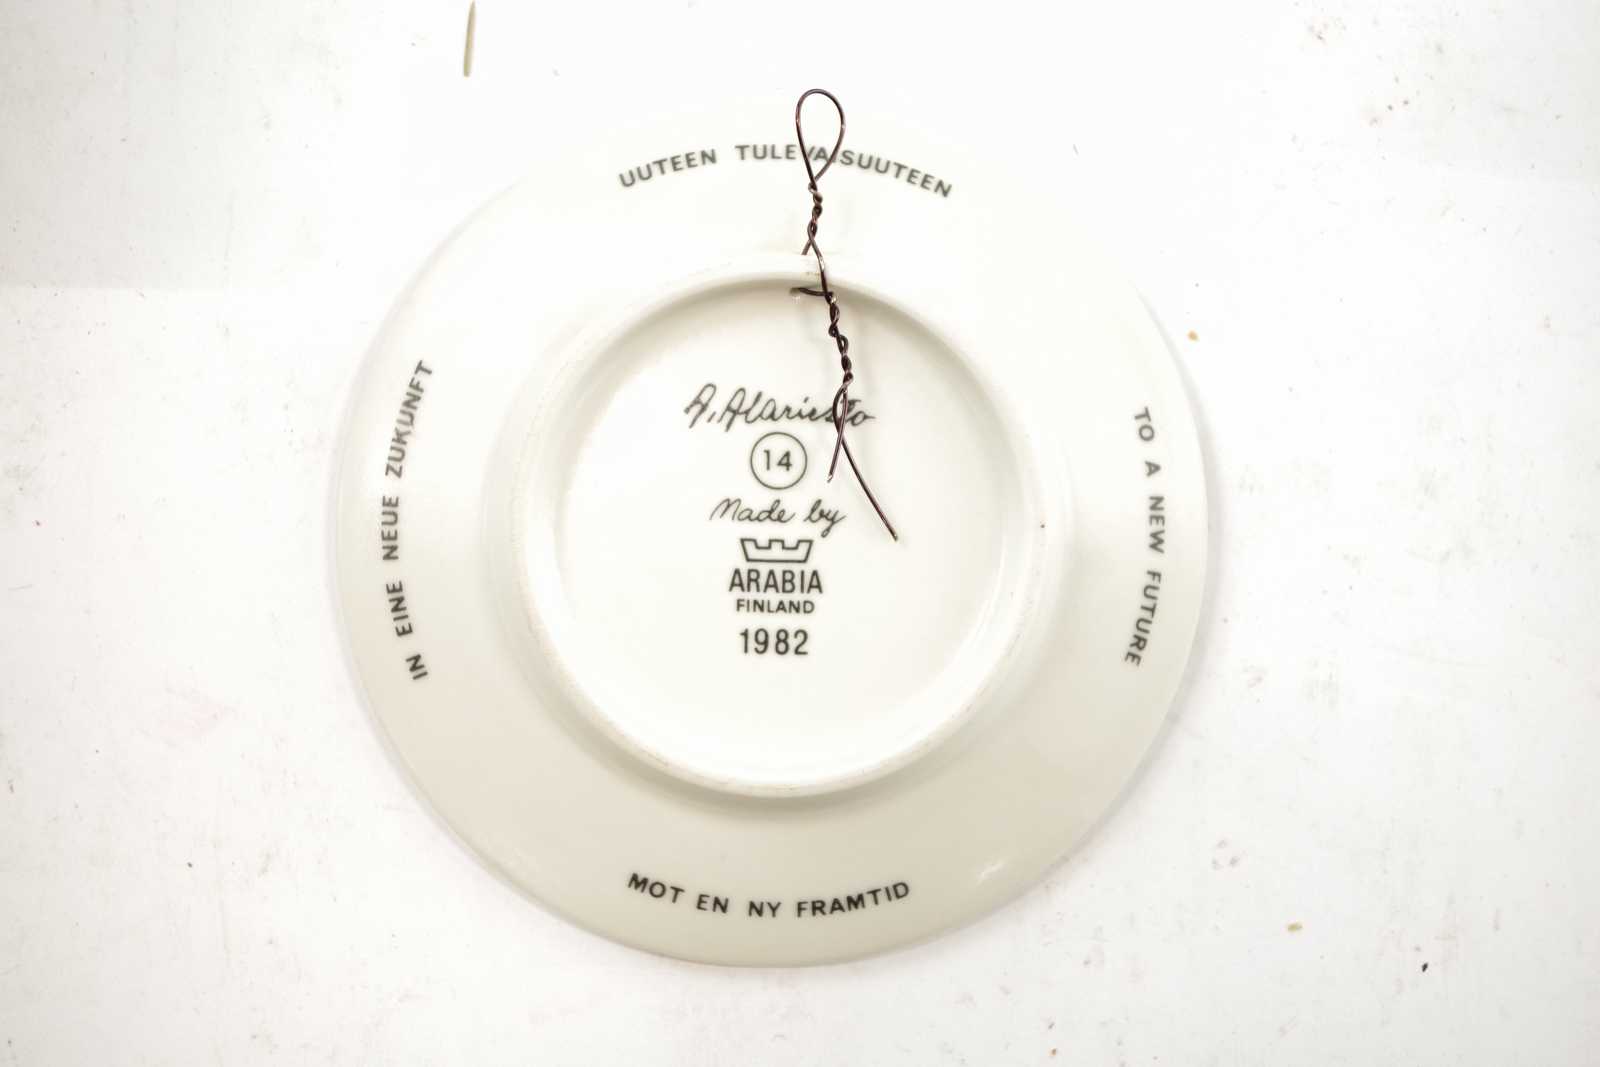 UUTEEN TULEVAISUUTEEN
IN EINE NEUE ZUKUNFT
TO A NEW FUTURE
A. Alariesto
14
Made by
ARABIA
FINLAND
1982
MOT EN NY FRAMTID